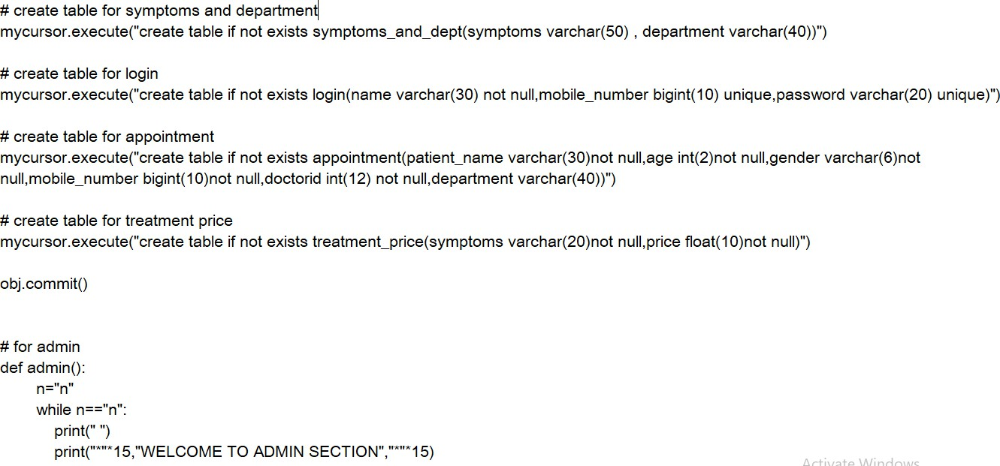 # create table for symptoms and department
mycursor.execute("create table if not exists symptoms_and_dept(symptoms varchar(50) , department varchar(40))")
# create table for login
mycursor.execute("create table if not exists login(name varchar(30) not null,mobile_number bigint(10) unique,password varchar(20) unique)")
# create table for appointment
mycursor.execute("create table if not exists appointment(patient_name varchar(30)not null,age int(2)not null,gender varchar(6)not
null,mobile_number bigint(10)not null,doctorid int(12) not null,department varchar(40))")
# create table for treatment price
mycursor.execute("create table if not exists treatment_price(symptoms varchar(20)not null,price float(10)not null)")
obj.commit()
# for admin
def admin():
n="n"
while n=="n":
print(" ")
print("*"*15,"WELCOME TO ADMIN SECTION","*"*15)
Activate Windows